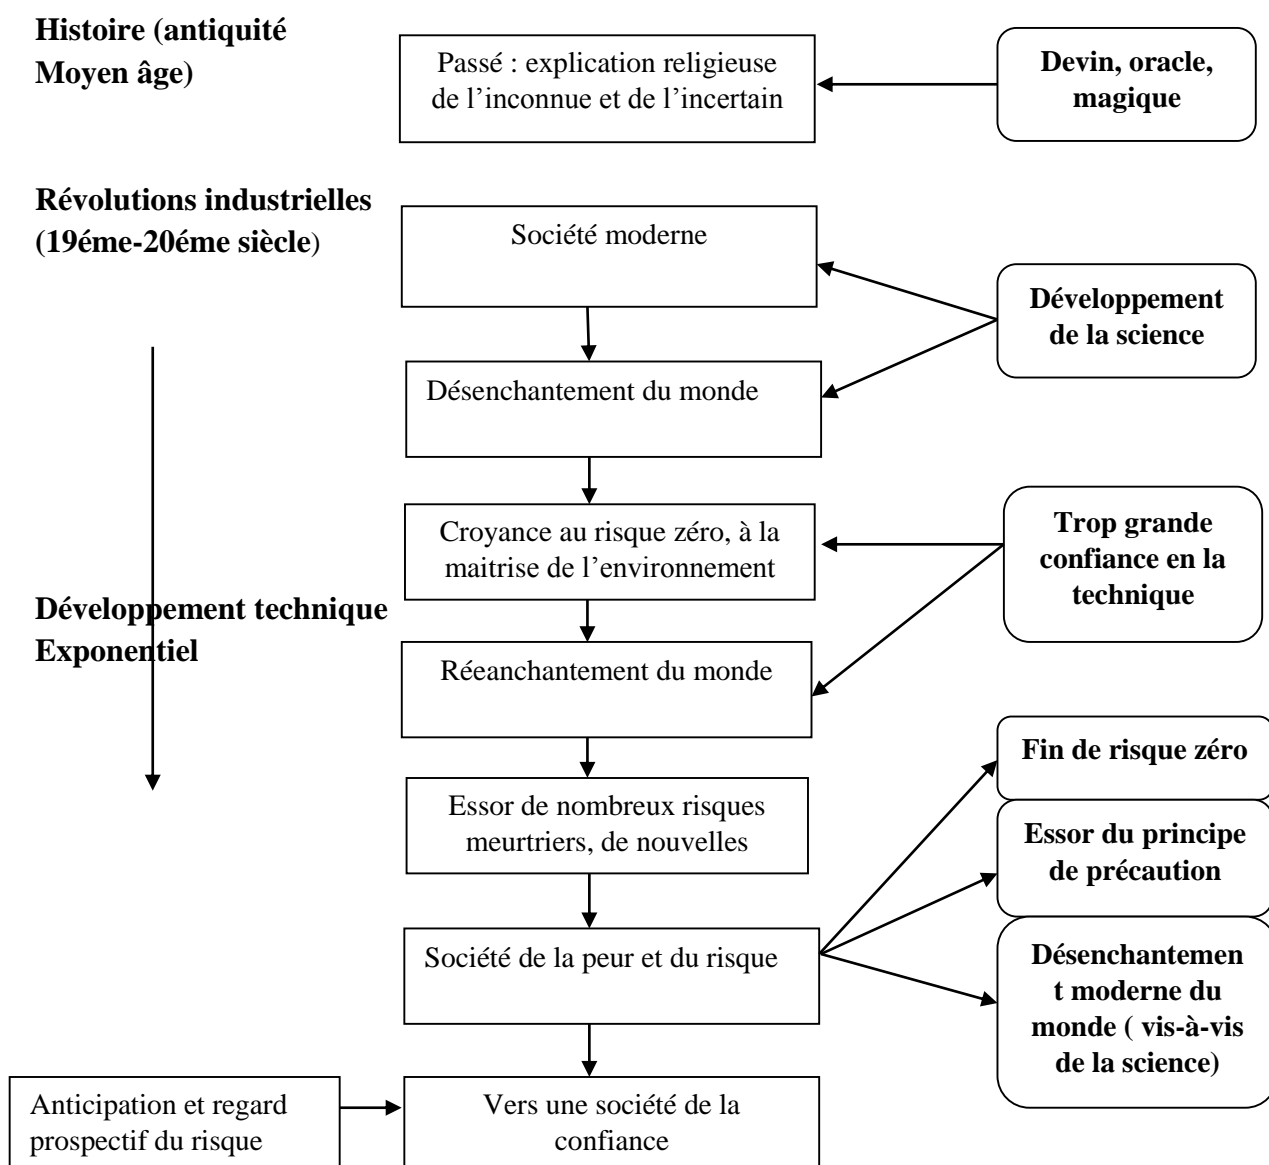 Histoire (antiquité
Moyen âge)
Passé : explication religieuse
de l’inconnue et de l’incertain
Devin, oracle,
magique
Révolutions industrielles
(19éme-20éme siècle)
Société moderne
Développement
de la science
Désenchantement du monde
Croyance au risque zéro, à la
maitrise de l’environnement
Trop grande
confiance en la
technique
Développement technique
Exponentiel
Réeanchantement du monde
Fin de risque zéro
Essor de nombreux risques
meurtriers, de nouvelles
Essor du principe
de précaution
Société de la peur et du risque
Désenchantemen
t moderne du
monde ( vis-à-vis
de la science)
Anticipation et regard
prospectif du risque
Vers une société de la
confiance